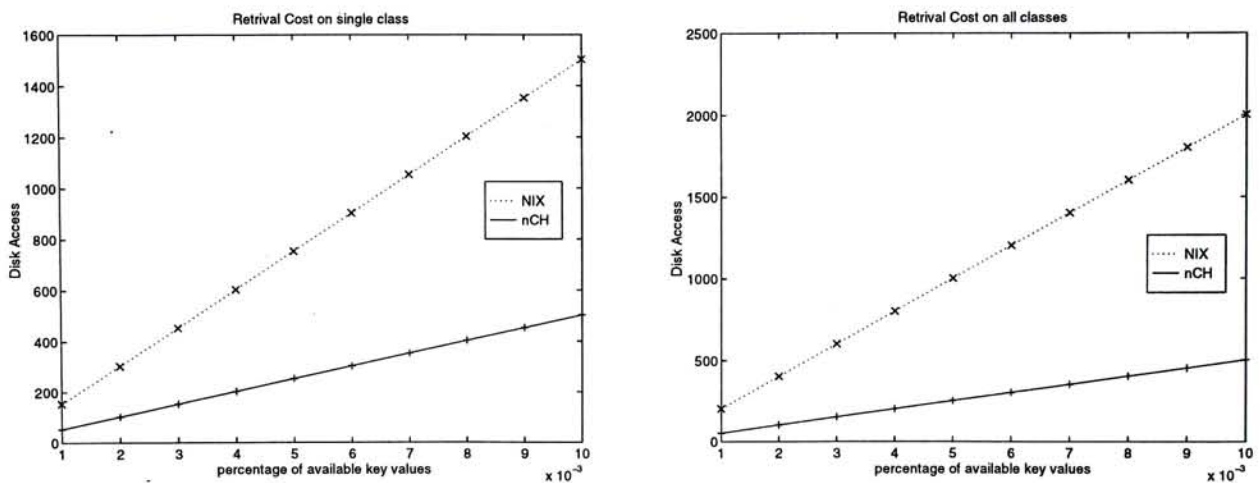 Retrival Cost on single class
1600
1400
1200
1000
800
600
400
200
0
Disk Access
NIX
nCH
1 2 3 4 5 6 7 8 9 10
percentage of available key values
x 10⁻³
Retrival Cost on all classes
2500
2000
1500
1000
500
0
Disk Access
NIX
nCH
1 2 3 4 5 6 7 8 9 10
percentage of available key values
x 10⁻³